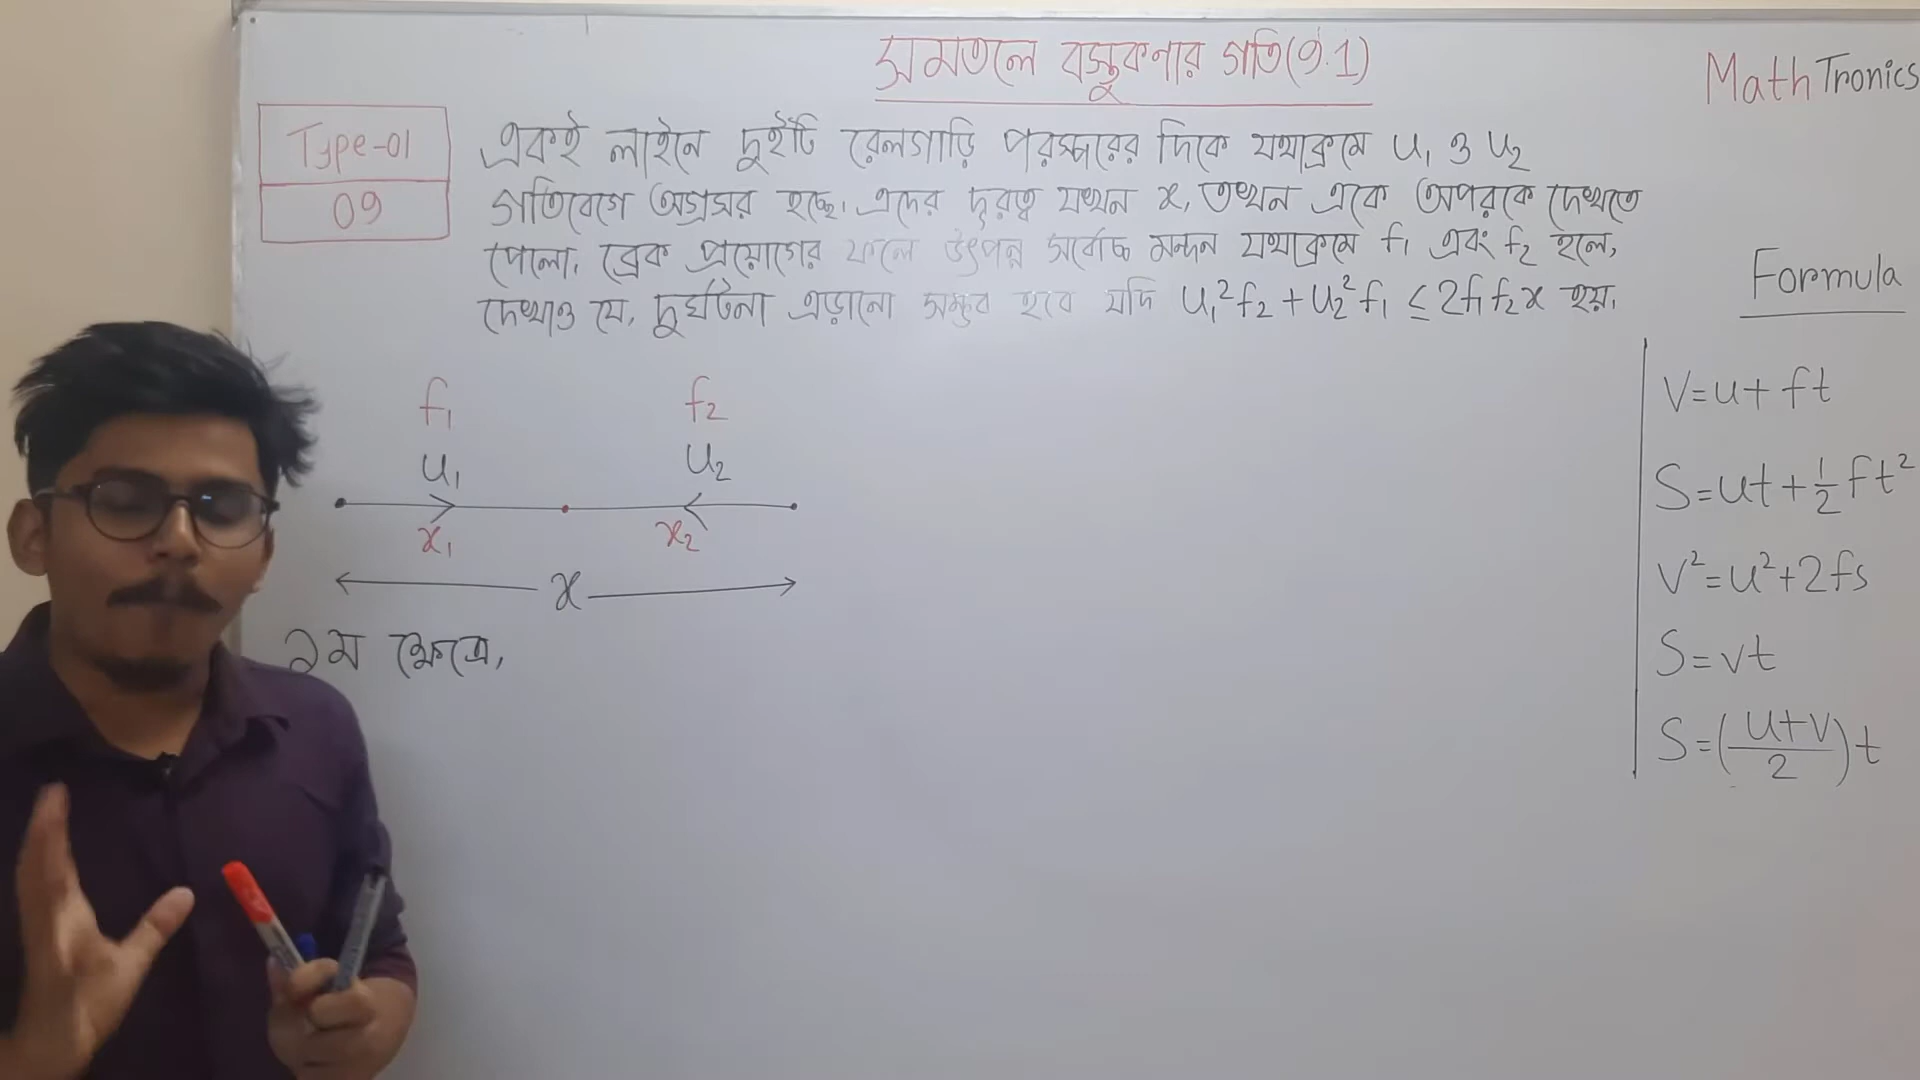 সমতলে বস্তুকণার গতি(9.1)
MathTronics
Type-01
09
একই লাইনে দুইটি রেলগাড়ি পরস্পরের দিকে যথাক্রমে u₁ ও u₂
গতিবেগে অগ্রসর হচ্ছে। এদের দূরত্ব যখন x, তখন একে অপরকে দেখতে
পেলো। ব্রেক প্রয়োগের ফলে উৎপন্ন সর্বোচ্চ মন্দন যথাক্রমে f₁ এবং f₂ হলে,
দেখাও যে, দুর্ঘটনা এড়ানো সম্ভব হবে যদি u₁²f₂ + u₂²f₁ ≤ 2f₁f₂x হয়।
f₁ f₂
u₁ u₂
x₁ x₂
x
১ম ক্ষেত্রে,
Formula
v=u+ft
S=ut+½ft²
v²=u²+2fs
S=vt
S=(u+v/2)t